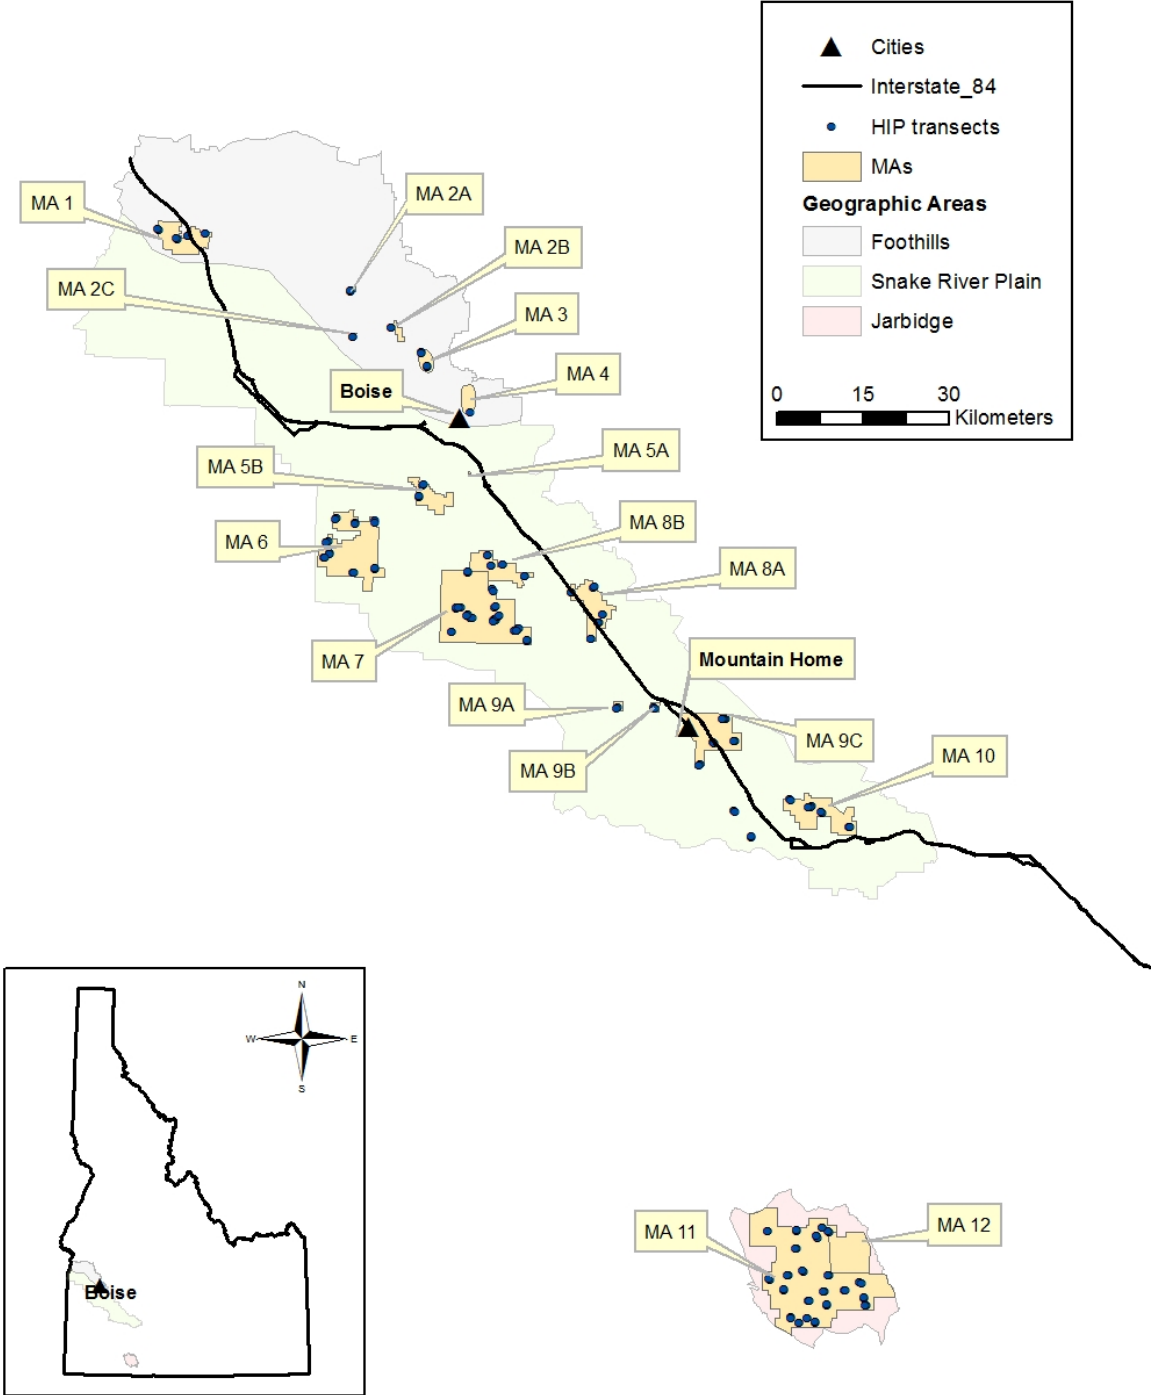 Cities
Interstate_84
HIP transects
MAs
Geographic Areas
Foothills
Snake River Plain
Jarbidge
0 15 30
Kilometers
MA 1
MA 2A
MA 2B
MA 2C
MA 3
MA 4
Boise
MA 5A
MA 5B
MA 8B
MA 6
MA 8A
MA 7
Mountain Home
MA 9A
MA 9C
MA 9B
MA 10
N
W E
S
Boise
MA 11
MA 12